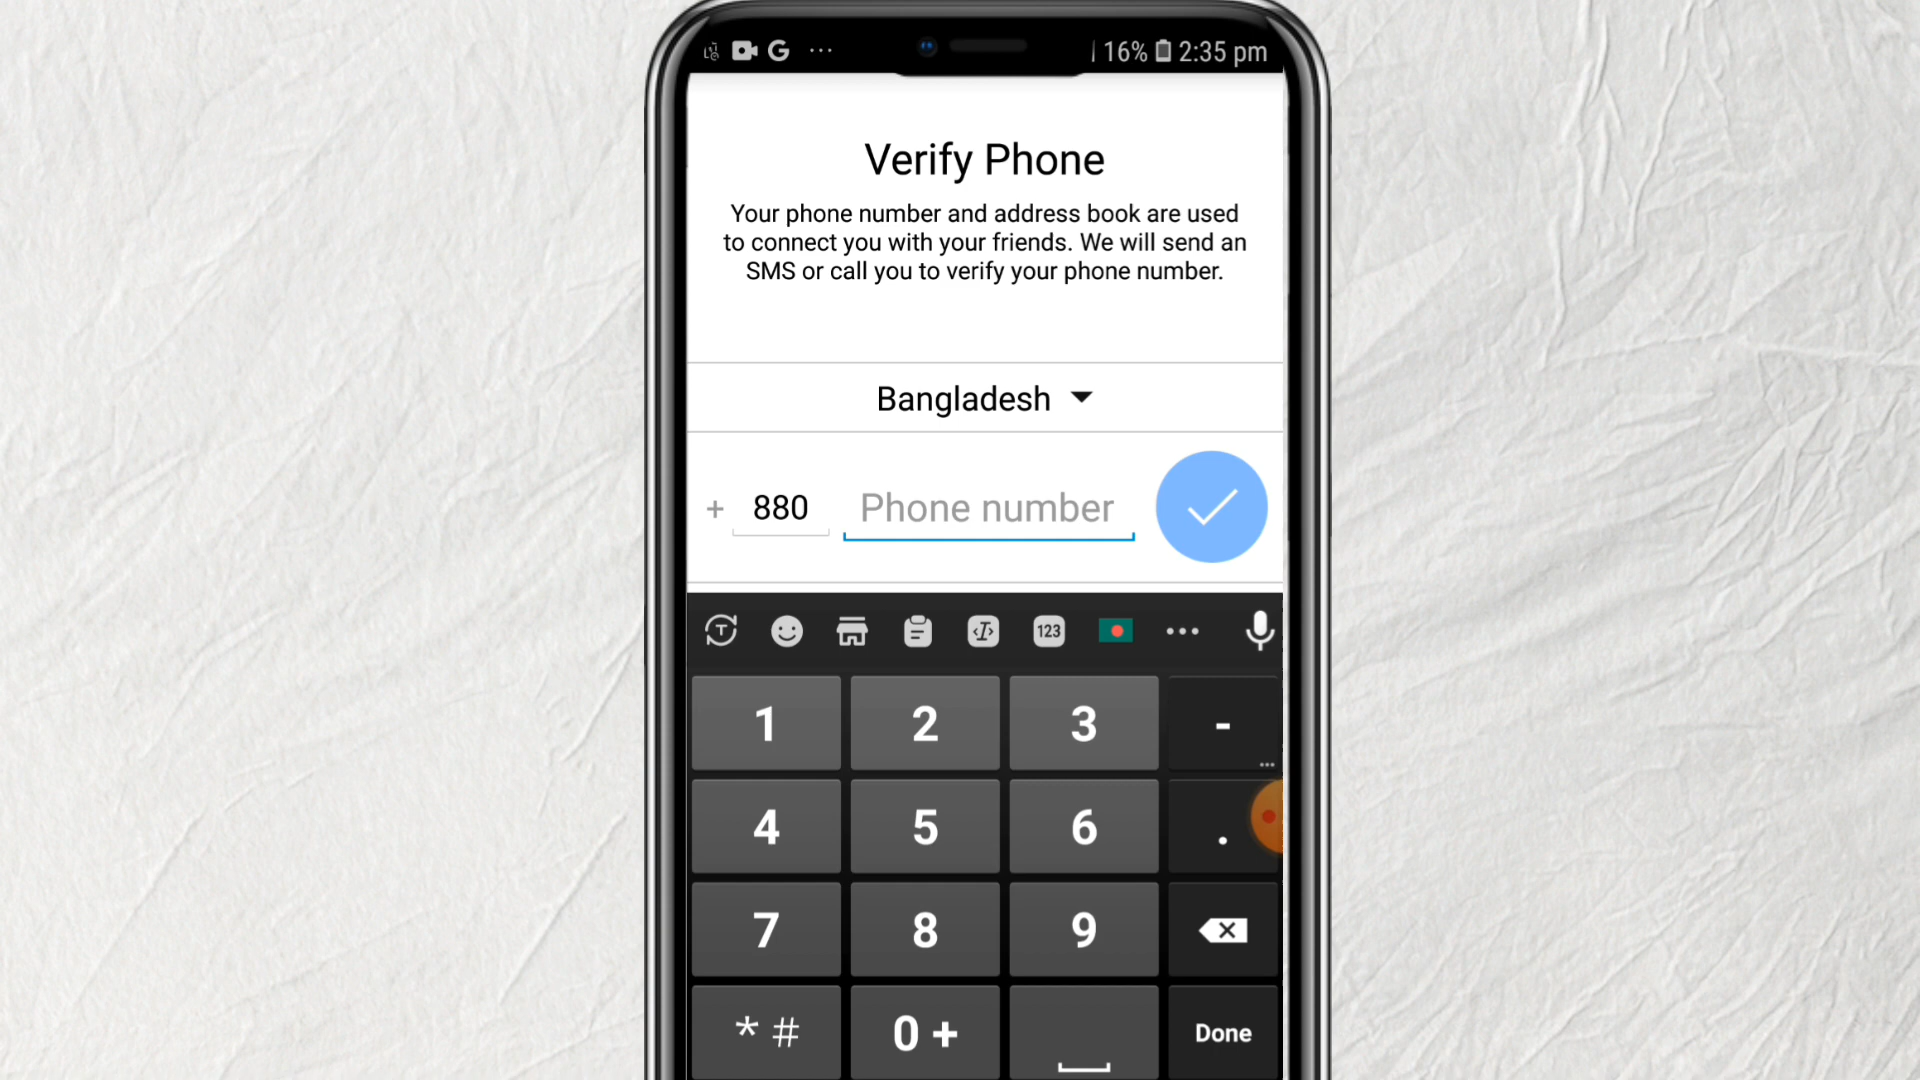 16% 2:35 pm
Verify Phone
Your phone number and address book are used
to connect you with your friends. We will send an
SMS or call you to verify your phone number.
Bangladesh
+ 880 Phone number
123
1 2 3 -
4 5 6 .
7 8 9
* # 0 +
Done